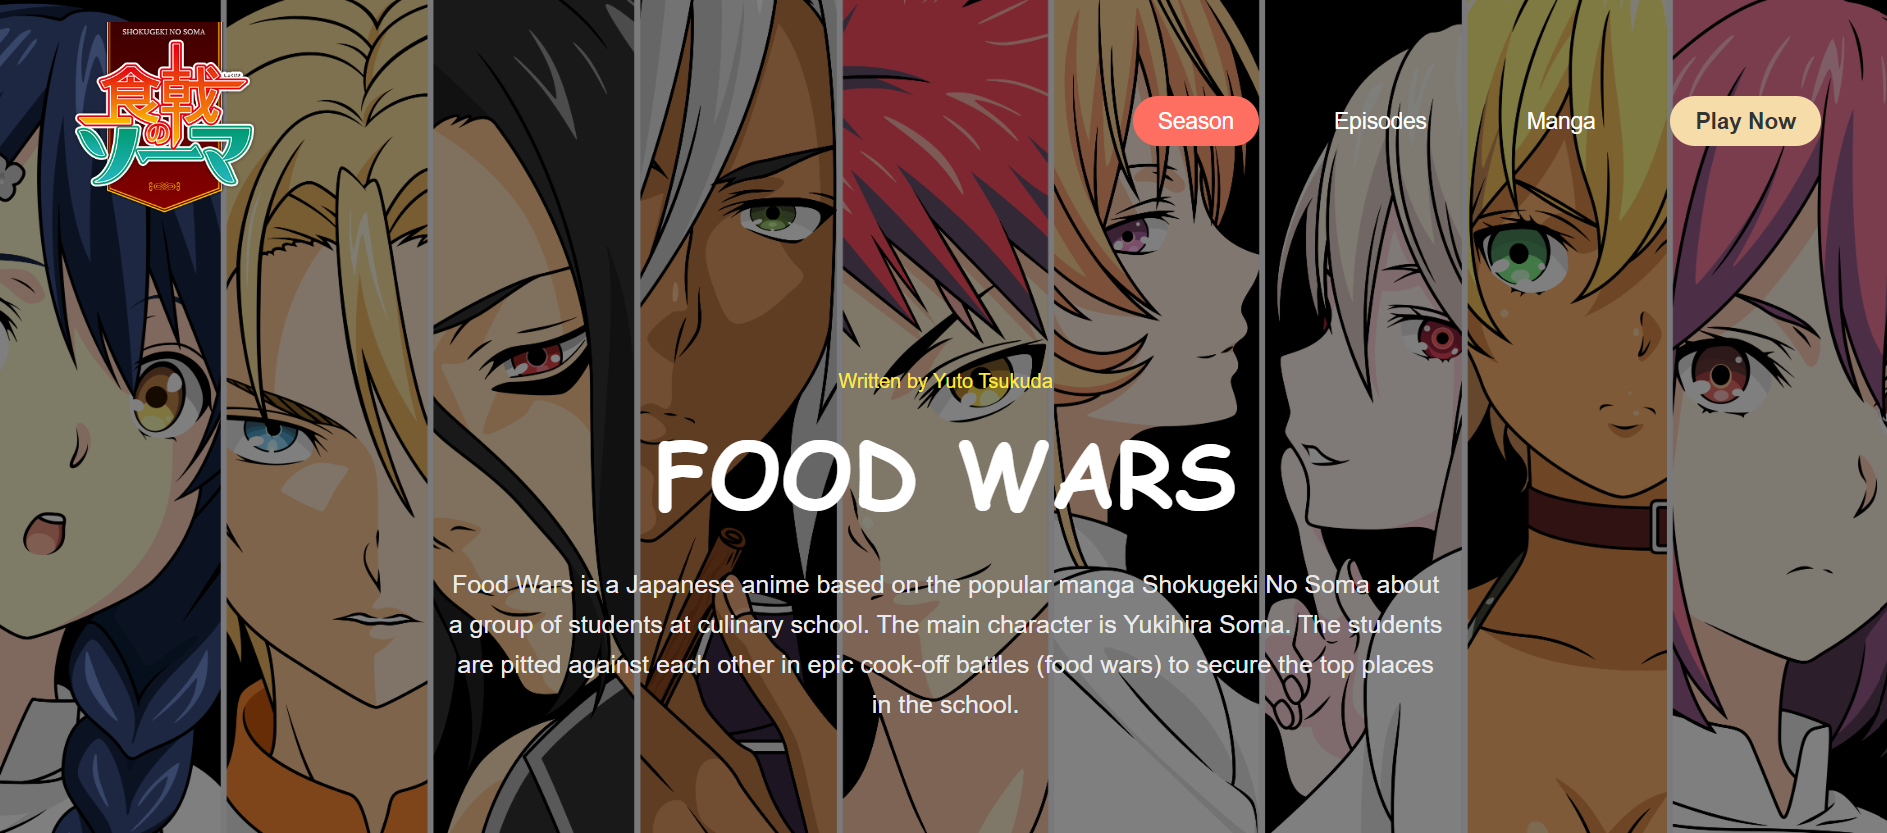 SHOKUGEKI NO SOMA
食戟の
ソーマ
Season
Episodes
Manga
Play Now
Written by Yuto Tsukuda
FOOD WARS
Food Wars is a Japanese anime based on the popular manga Shokugeki No Soma about
a group of students at culinary school. The main character is Yukihira Soma. The students
are pitted against each other in epic cook-off battles (food wars) to secure the top places
in the school.